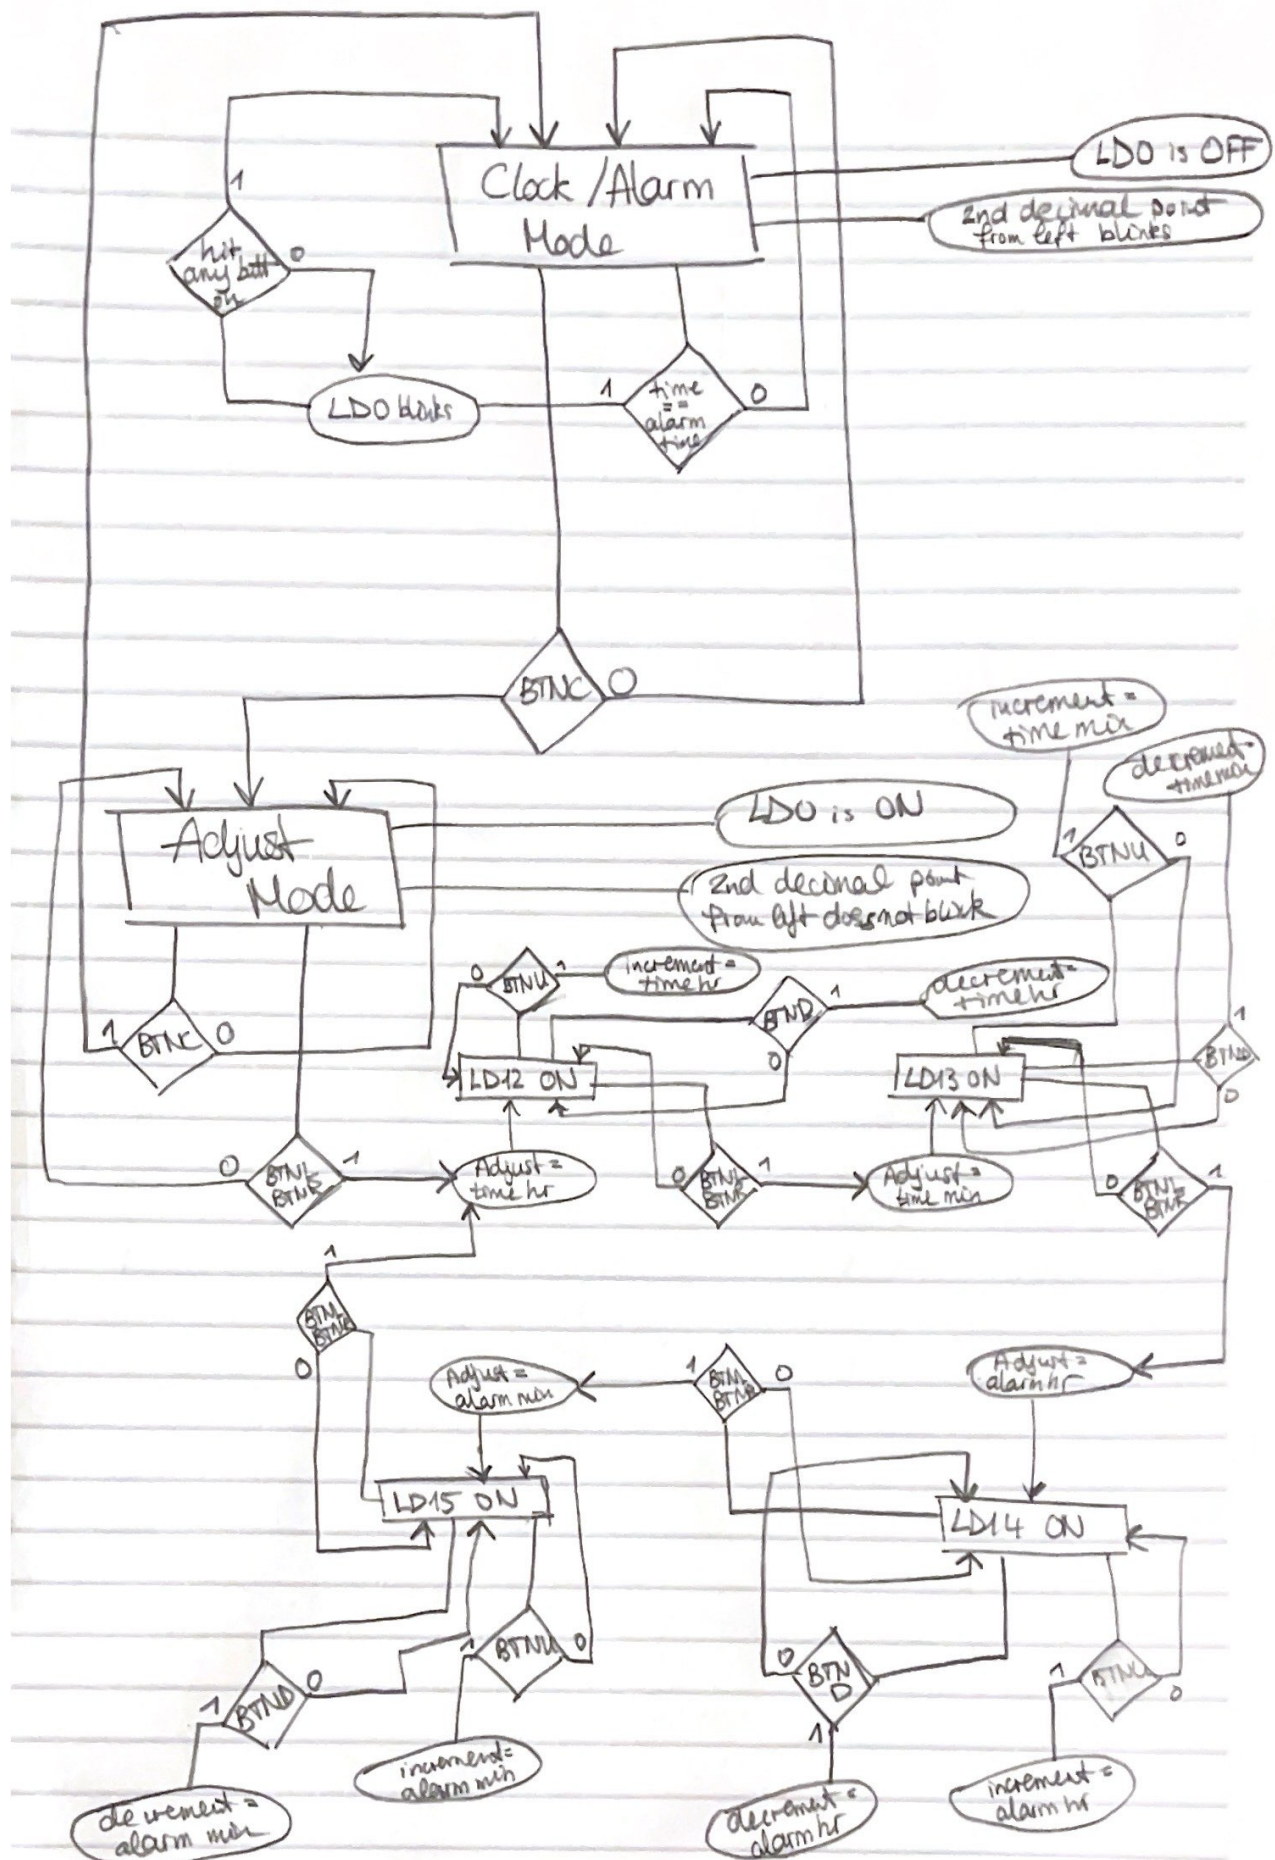 Clock/Alarm
Mode
LD0 is OFF
2nd decimal point
from left blinks
1
hit
any butt
on
0
LD0 blinks
1
time
==
alarm
time
0
BTNC
0
increment =
time min
decrement =
time min
Adjust
Mode
LD0 is ON
2nd decimal point
from left does not blink
1
BTNU
0
0
BTNU
1
increment =
time hr
BTND
1
decrement =
time hr
0
1
BTNC
0
LD12 ON
LD13 ON
1
BTND
0
0
BTNL
BTNR
1
Adjust =
time hr
0
BTNL
BTNR
1
Adjust =
time min
0
BTNL
BTNR
1
1
BTNL
BTNR
0
Adjust =
alarm min
1
BTNL
BTNR
0
Adjust =
alarm hr
LD15 ON
LD14 ON
1
BTND
0
1
BTNU
0
0
BTN
D
1
1
BTNU
0
decrement =
alarm min
increment =
alarm min
decrement =
alarm hr
increment =
alarm hr